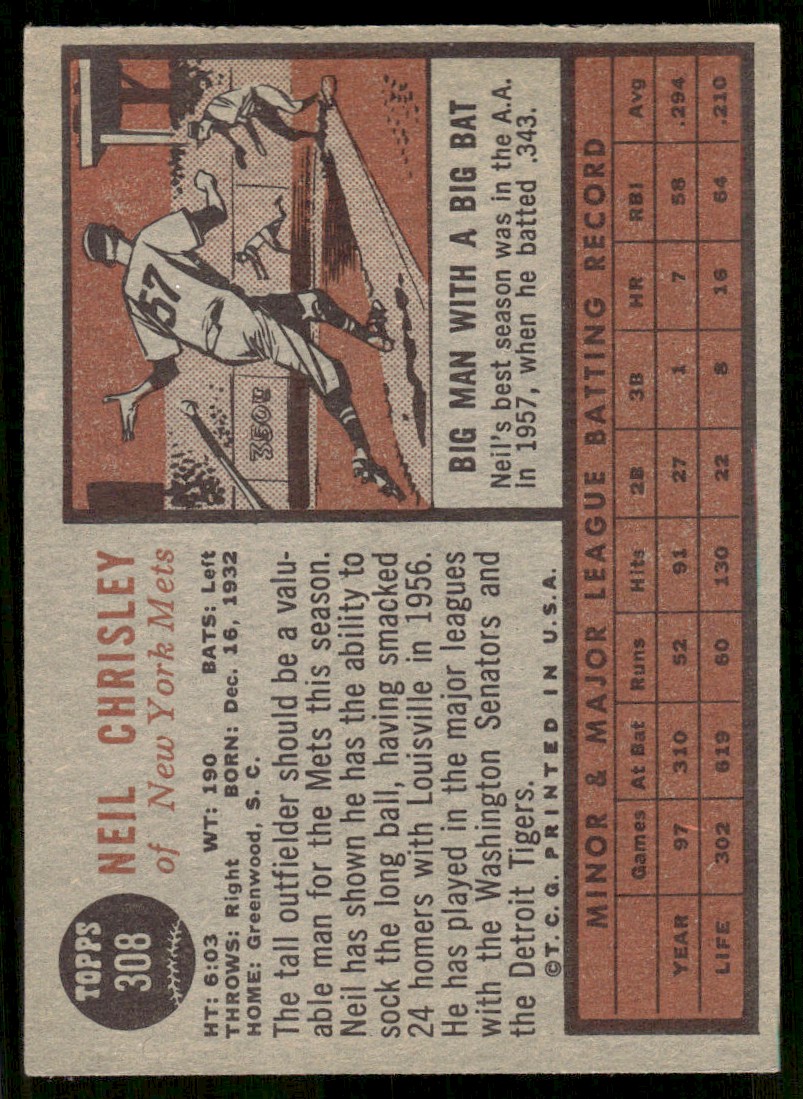 TOPPS
308
NEIL CHRISLEY
of New York Mets
HT: 6:03 WT: 190 BATS: Left
THROWS: Right BORN: Dec. 16, 1932
HOME: Greenwood, S. C.
The tall outfielder should be a valu-
able man for the Mets this season.
Neil has shown he has the ability to
sock the long ball, having smacked
24 homers with Louisville in 1956.
He has played in the major leagues
with the Washington Senators and
the Detroit Tigers.
©T. C. G. PRINTED IN U.S.A.
57
350
BIG MAN WITH A BIG BAT
Neil's best season was in the A.A.
in 1957, when he batted .343.
MINOR & MAJOR LEAGUE BATTING RECORD
Games At Bat Runs Hits 2B 3B HR RBI Avg
YEAR 97 310 52 91 27 1 7 58 .294
LIFE 302 619 60 130 22 8 16 64 .210